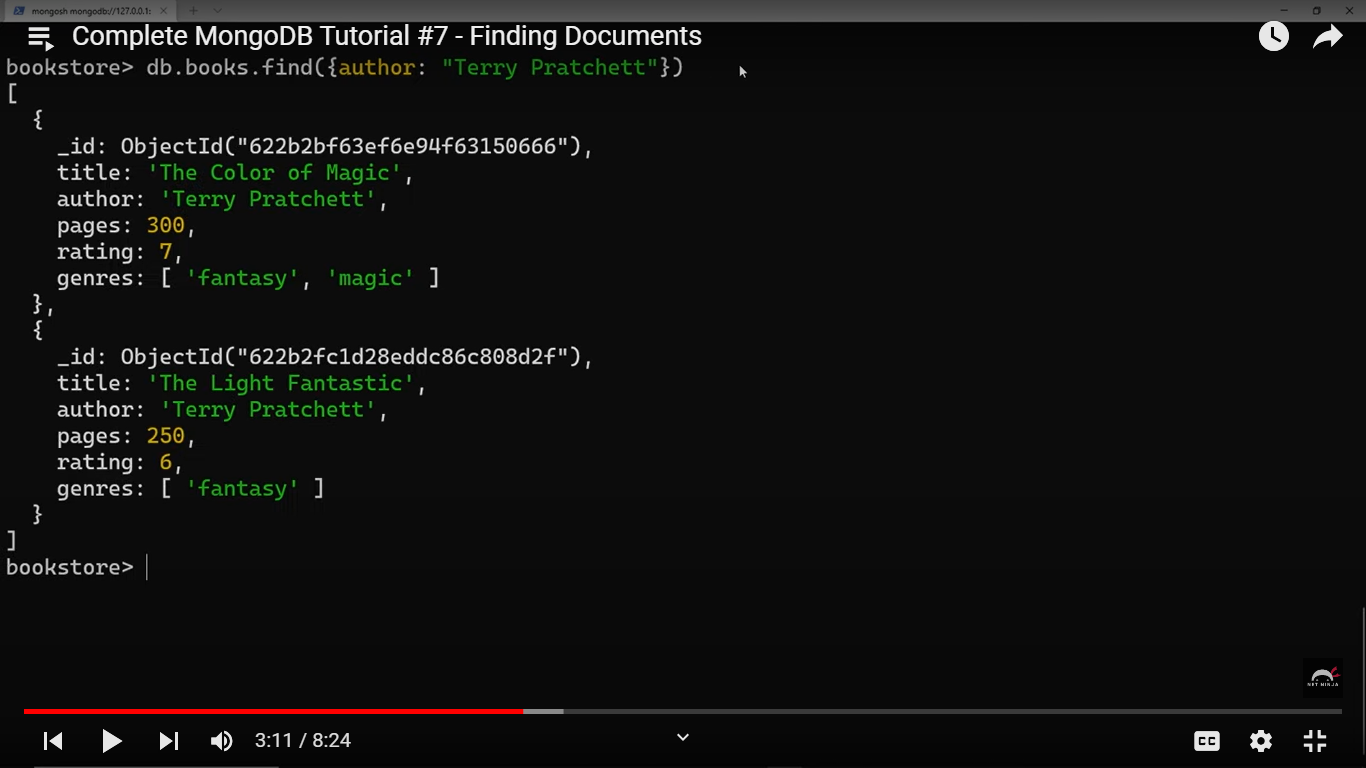 mongosh mongodb://127.0.0.1:
Complete MongoDB Tutorial #7 - Finding Documents
bookstore> db.books.find({author: "Terry Pratchett"})
[
{
_id: ObjectId("622b2bf63ef6e94f63150666"),
title: 'The Color of Magic',
author: 'Terry Pratchett',
pages: 300,
rating: 7,
genres: [ 'fantasy', 'magic' ]
},
{
_id: ObjectId("622b2fc1d28eddc86c808d2f"),
title: 'The Light Fantastic',
author: 'Terry Pratchett',
pages: 250,
rating: 6,
genres: [ 'fantasy' ]
}
]
bookstore>
NET NINJA
3:11 / 8:24
CC